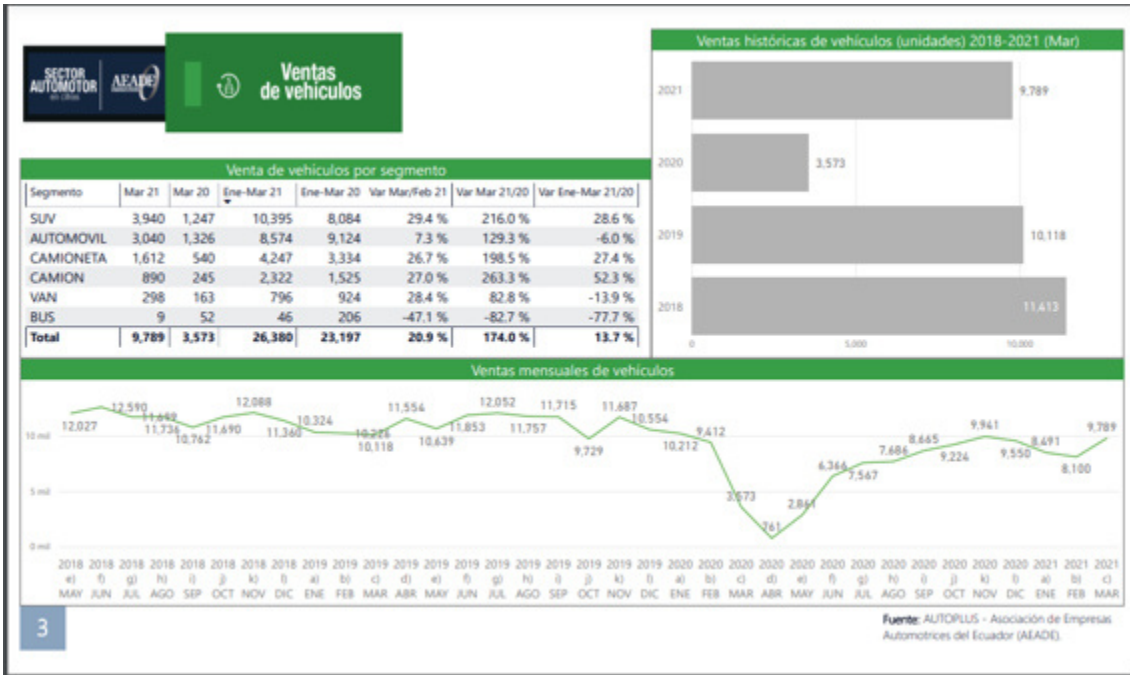 SECTOR
AUTOMOTOR
AEADE
Ventas
de vehículos
Ventas históricas de vehículos (unidades) 2018-2021 (Mar)
2021 9,789
2020 3,573
2019 10,118
2018 11,413
0 5,000 10,000
Venta de vehículos por segmento
Segmento Mar 21 Mar 20 Ene-Mar 21 Ene-Mar 20 Var Mar/Feb 21 Var Mar 21/20 Var Ene-Mar 21/20
SUV 3,940 1,247 10,395 8,084 29.4 % 216.0 % 28.6 %
AUTOMOVIL 3,040 1,326 8,574 9,124 7.3 % 129.3 % -6.0 %
CAMIONETA 1,612 540 4,247 3,334 26.7 % 198.5 % 27.4 %
CAMION 890 245 2,322 1,525 27.0 % 263.3 % 52.3 %
VAN 298 163 796 924 28.4 % 82.8 % -13.9 %
BUS 9 52 46 206 -47.1 % -82.7 % -77.7 %
Total 9,789 3,573 26,380 23,197 20.9 % 174.0 % 13.7 %
Ventas mensuales de vehículos
12,027 12,590 11,736 10,762 11,690 12,088 11,360 10,324 10,226 10,118 11,554 10,639 11,853 12,052 11,757 11,715 9,729 11,687 10,554 10,212 9,412 3,573 761 2,861 6,366 7,567 7,686 8,665 9,224 9,941 9,550 8,491 8,100 9,789
10 mil
5 mil
0 mil
2018 2018 2018 2018 2018 2018 2018 2018 2019 2019 2019 2019 2019 2019 2019 2019 2019 2019 2019 2019 2020 2020 2020 2020 2020 2020 2020 2020 2020 2020 2020 2020 2021 2021 2021
e) f) g) h) i) j) k) l) a) b) c) d) e) f) g) h) i) j) k) l) a) b) c) d) e) f) g) h) i) j) k) l) a) b) c)
MAY JUN JUL AGO SEP OCT NOV DIC ENE FEB MAR ABR MAY JUN JUL AGO SEP OCT NOV DIC ENE FEB MAR ABR MAY JUN JUL AGO SEP OCT NOV DIC ENE FEB MAR
3
Fuente: AUTOPLUS - Asociación de Empresas
Automotrices del Ecuador (AEADE).